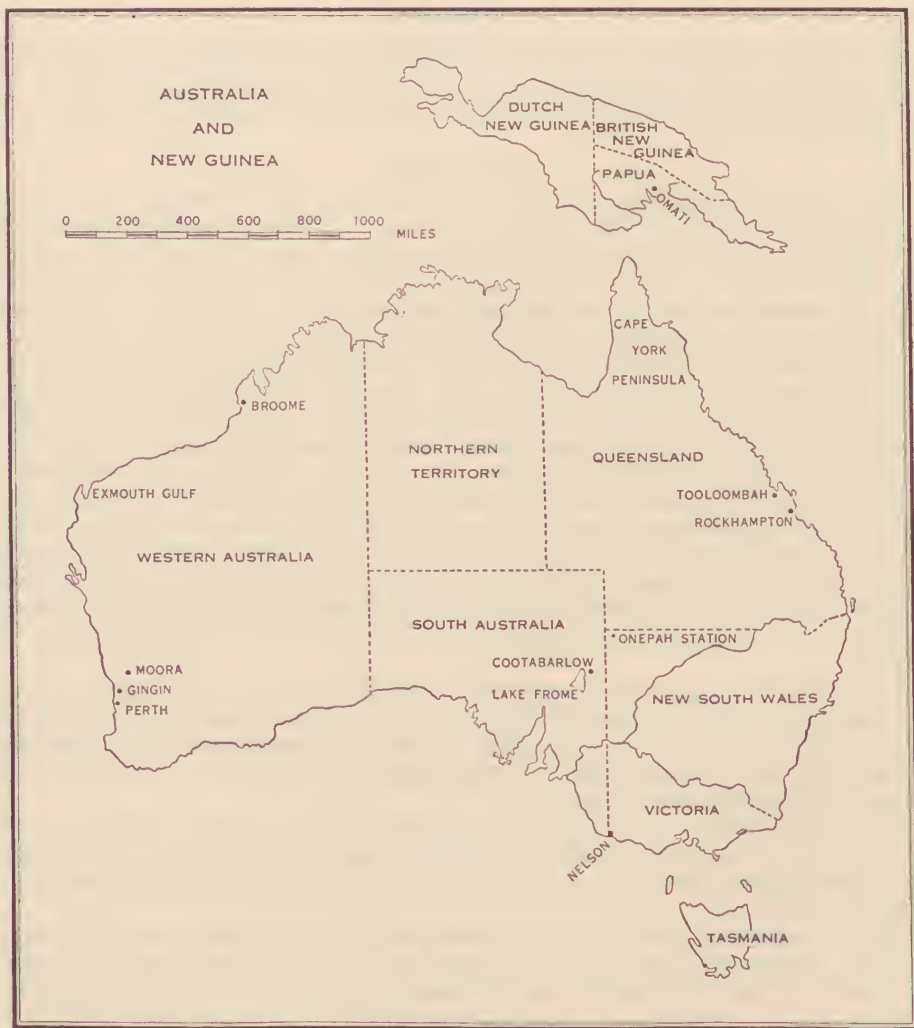 AUSTRALIA
AND
NEW GUINEA
0 200 400 600 800 1000 MILES
DUTCH
NEW GUINEA
BRITISH
NEW
GUINEA
PAPUA
OMATI
CAPE
YORK
PENINSULA
BROOME
NORTHERN
TERRITORY
QUEENSLAND
EXMOUTH GULF
TOOLOOMBAH
ROCKHAMPTON
WESTERN AUSTRALIA
SOUTH AUSTRALIA
ONEPAH STATION
COOTABARLOW
LAKE FROME
MOORA
GINGIN
PERTH
NEW SOUTH WALES
VICTORIA
NELSON
TASMANIA